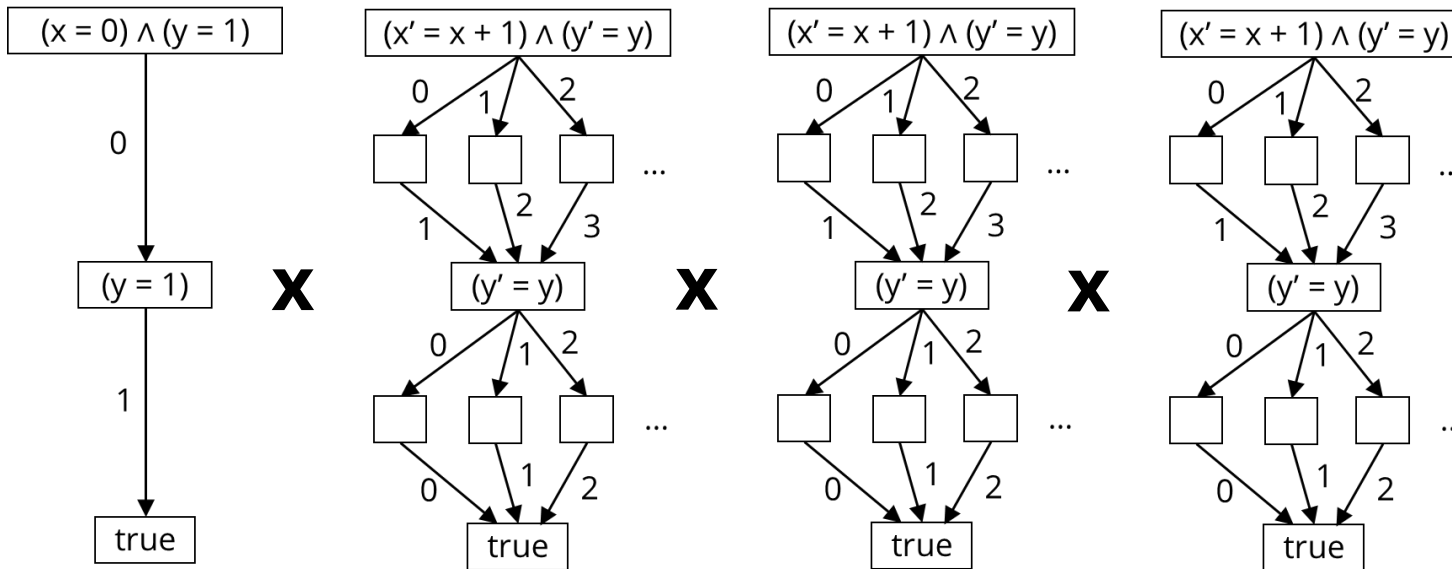 (x = 0) ∧ (y = 1)
(x’ = x + 1) ∧ (y’ = y)
(x’ = x + 1) ∧ (y’ = y)
(x’ = x + 1) ∧ (y’ = y)
0 1 2
0 1 2
0 1 2
0
...
...
..
1 2 3
1 2 3
1 2 3
(y = 1)
X
(y’ = y)
X
(y’ = y)
X
(y’ = y)
0 1 2
0 1 2
0 1 2
1
...
...
..
0 1 2
0 1 2
0 1 2
true
true
true
true